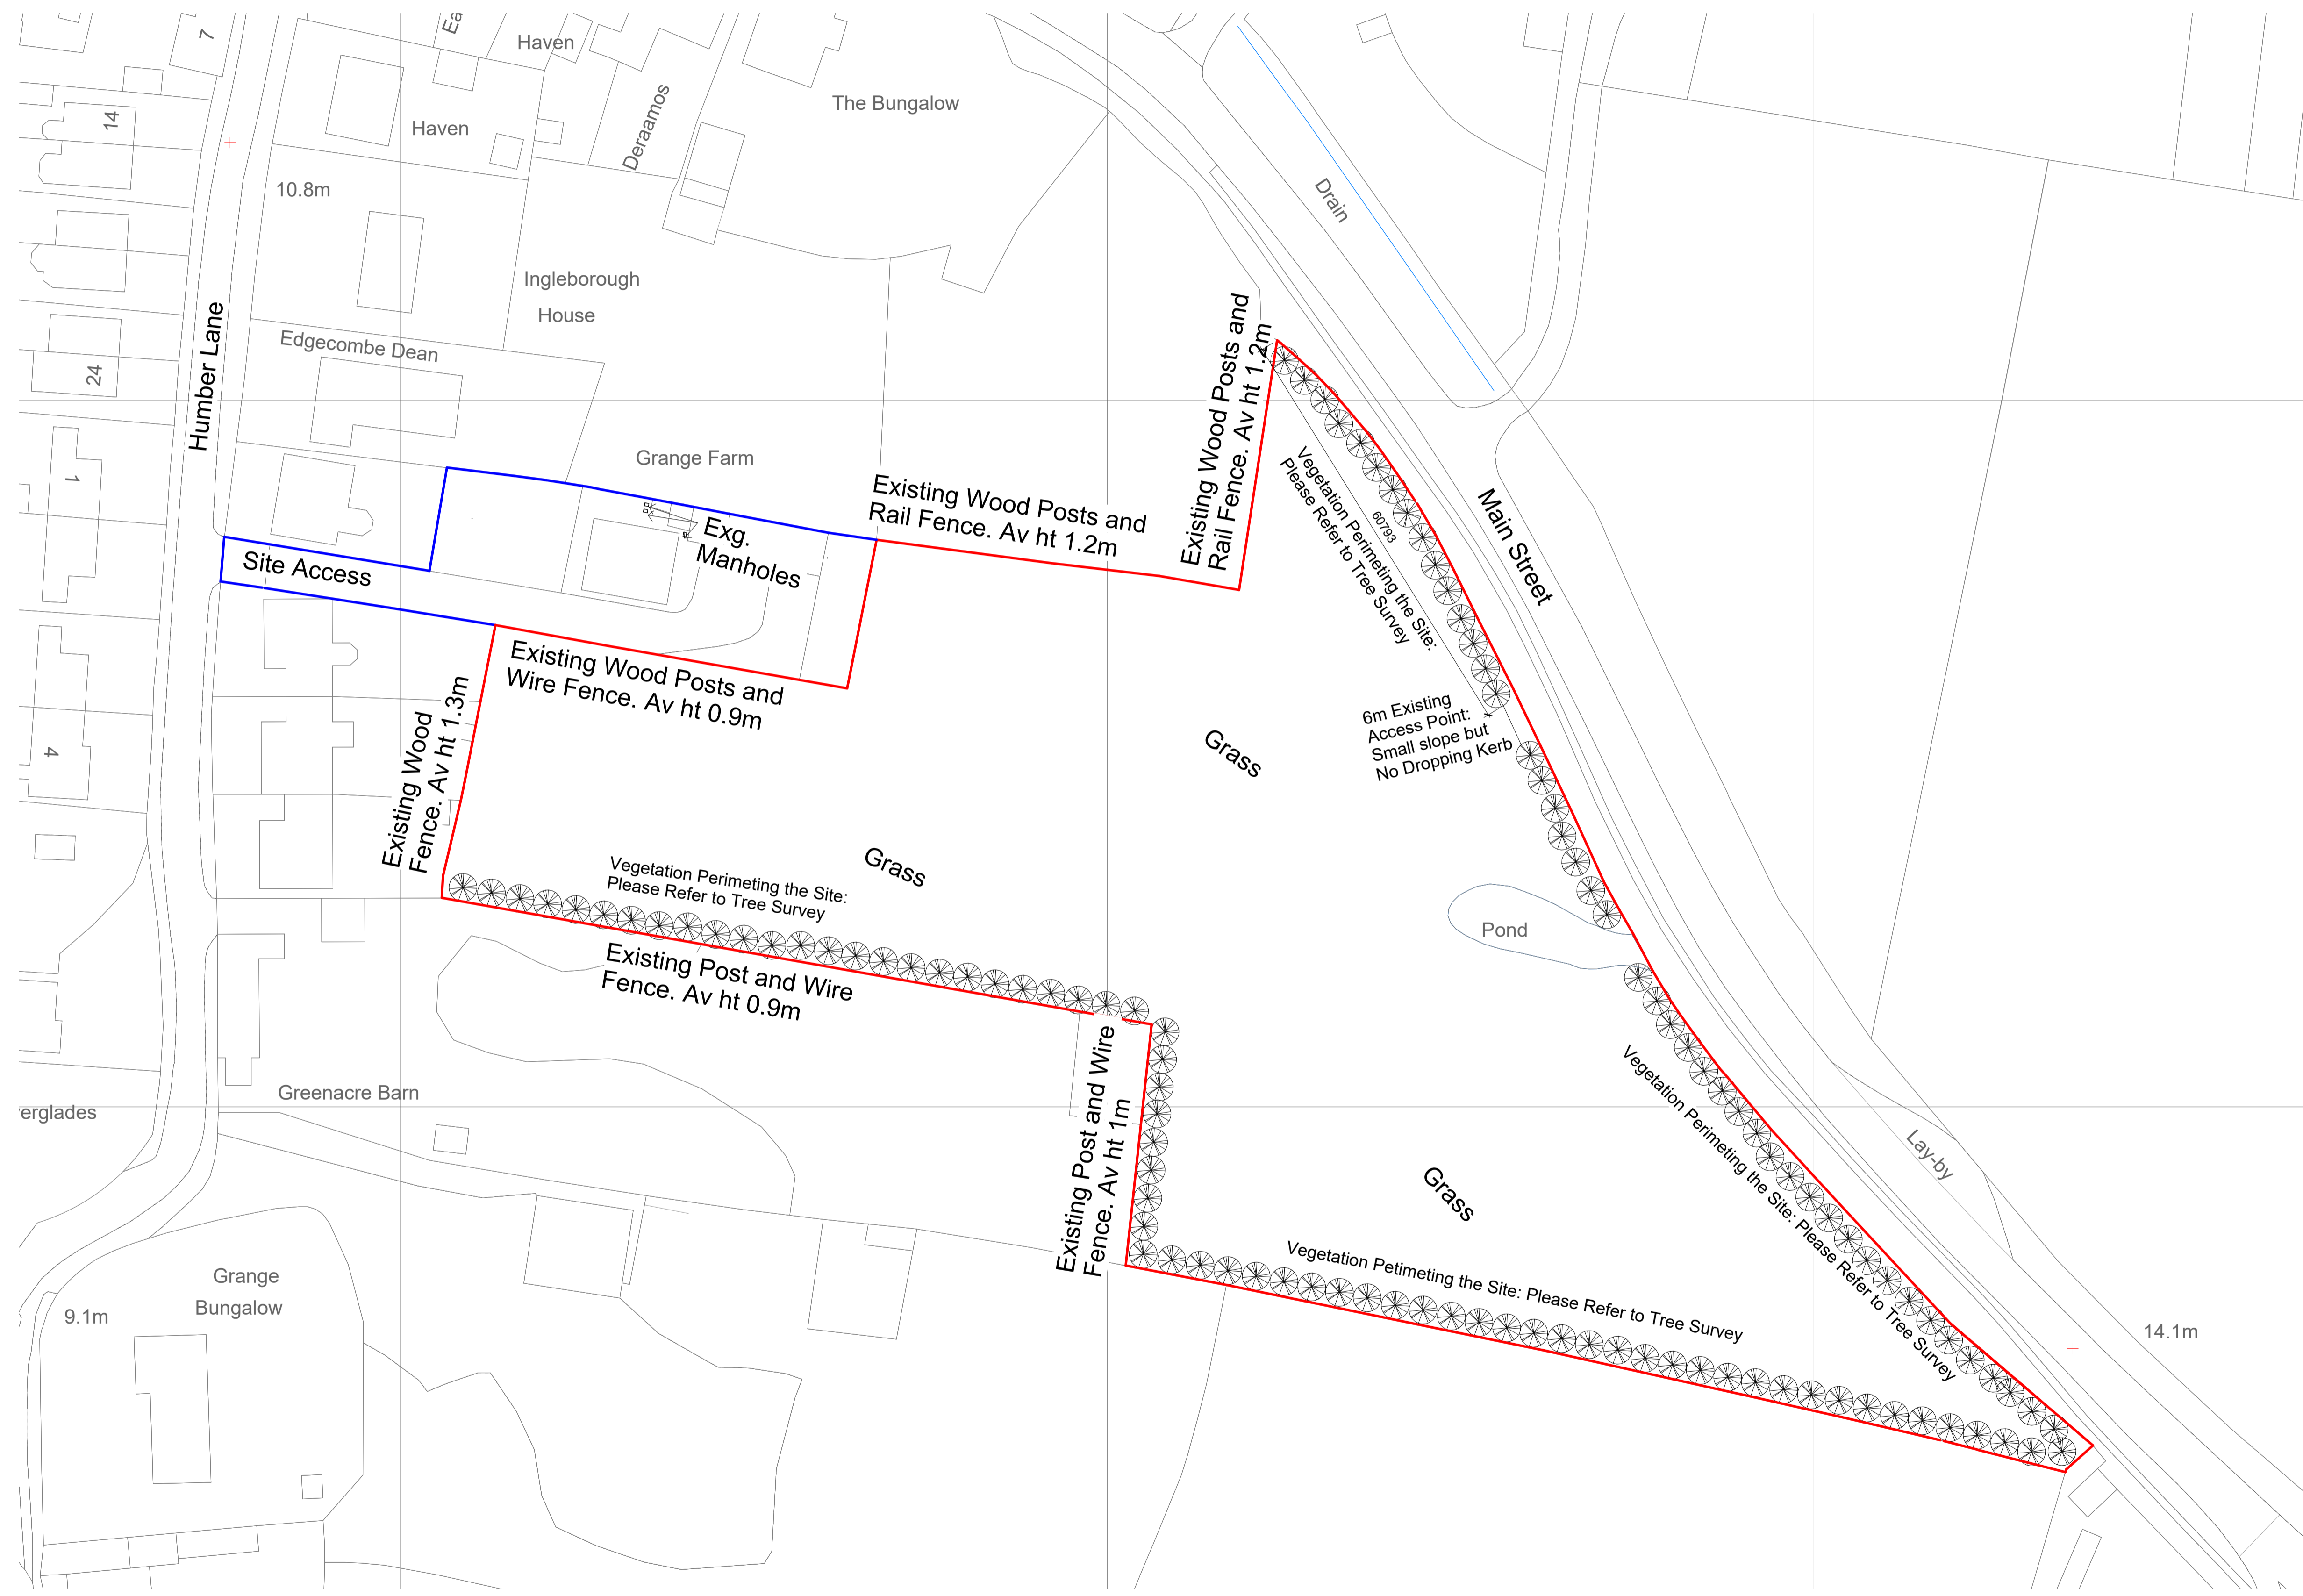 7
Ea
Haven
14
Haven
Deraamos
The Bungalow
10.8m
Drain
Ingleborough
House
Humber Lane
Edgecombe Dean
24
Existing Wood Posts and
Rail Fence. Av ht 1.2m
Grange Farm
1
Existing Wood Posts and
Rail Fence. Av ht 1.2m
Vegetation Perimeting the Site:
Please Refer to Tree Survey
60793
Main Street
Exg.
Manholes
Site Access
Existing Wood Posts and
Wire Fence. Av ht 0.9m
Existing Wood
Fence. Av ht 1.3m
4
6m Existing
Access Point:
Small slope but
No Dropping Kerb
Grass
Grass
Vegetation Perimeting the Site:
Please Refer to Tree Survey
Pond
Existing Post and Wire
Fence. Av ht 0.9m
Existing Post and Wire
Fence. Av ht 1m
Greenacre Barn
erglades
Vegetation Perimeting the Site: Please Refer to Tree Survey
Lay-by
Grass
Vegetation Petimeting the Site: Please Refer to Tree Survey
Grange
Bungalow
9.1m
14.1m